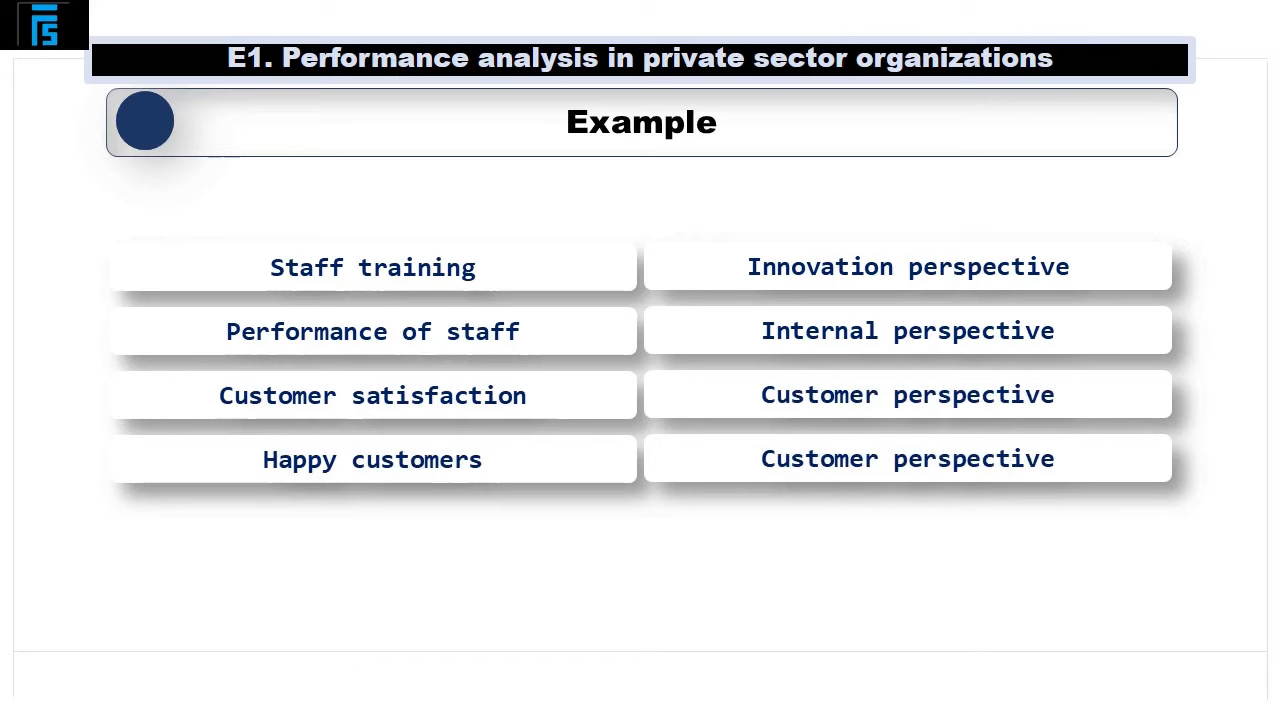 E1. Performance analysis in private sector organizations
Example
Staff training Innovation perspective
Performance of staff Internal perspective
Customer satisfaction Customer perspective
Happy customers Customer perspective